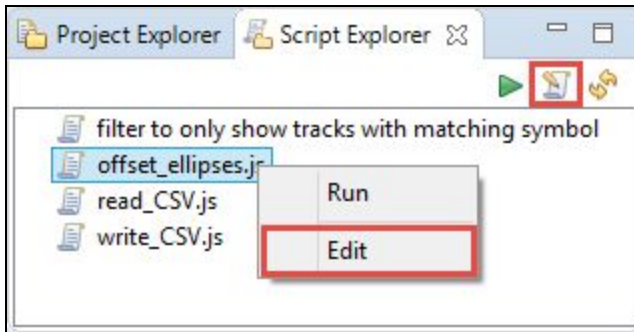 Project Explorer Script Explorer
filter to only show tracks with matching symbol
offset_ellipses.js
Run
read_CSV.js
write_CSV.js
Edit